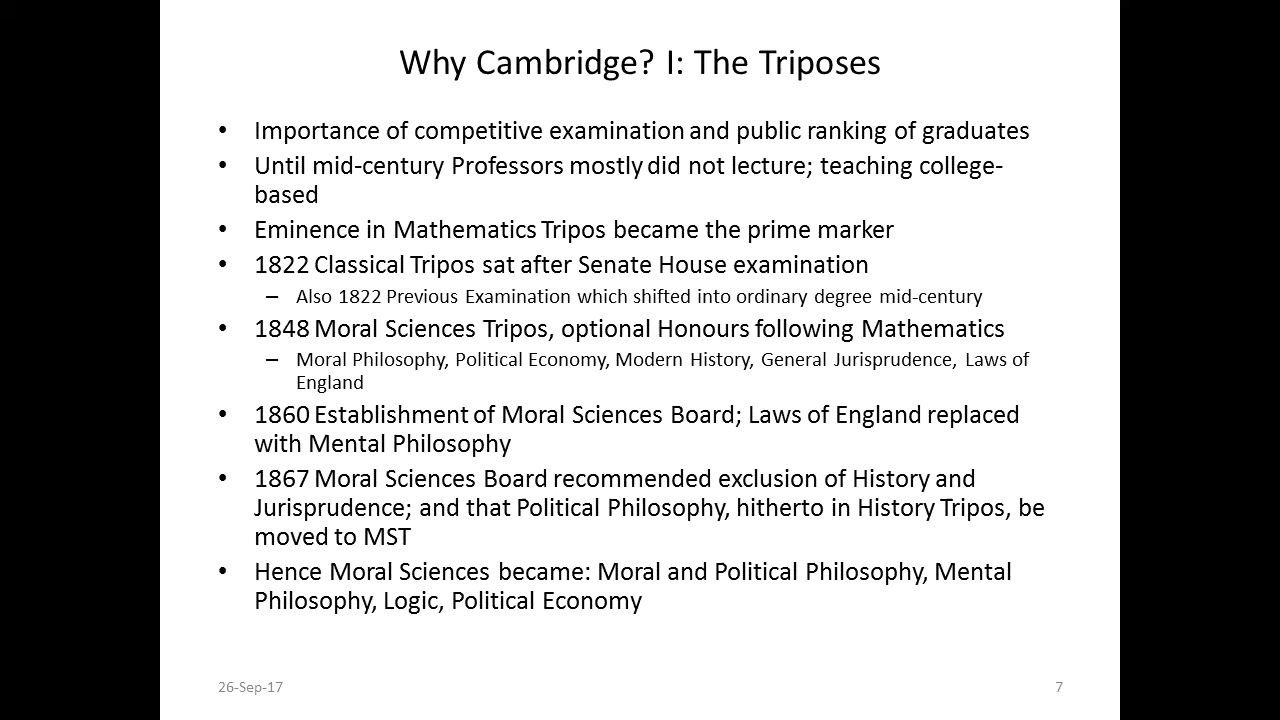 Why Cambridge? I: The Triposes
• Importance of competitive examination and public ranking of graduates
• Until mid-century Professors mostly did not lecture; teaching college-
based
• Eminence in Mathematics Tripos became the prime marker
• 1822 Classical Tripos sat after Senate House examination
– Also 1822 Previous Examination which shifted into ordinary degree mid-century
• 1848 Moral Sciences Tripos, optional Honours following Mathematics
– Moral Philosophy, Political Economy, Modern History, General Jurisprudence, Laws of
England
• 1860 Establishment of Moral Sciences Board; Laws of England replaced
with Mental Philosophy
• 1867 Moral Sciences Board recommended exclusion of History and
Jurisprudence; and that Political Philosophy, hitherto in History Tripos, be
moved to MST
• Hence Moral Sciences became: Moral and Political Philosophy, Mental
Philosophy, Logic, Political Economy
26-Sep-17
7